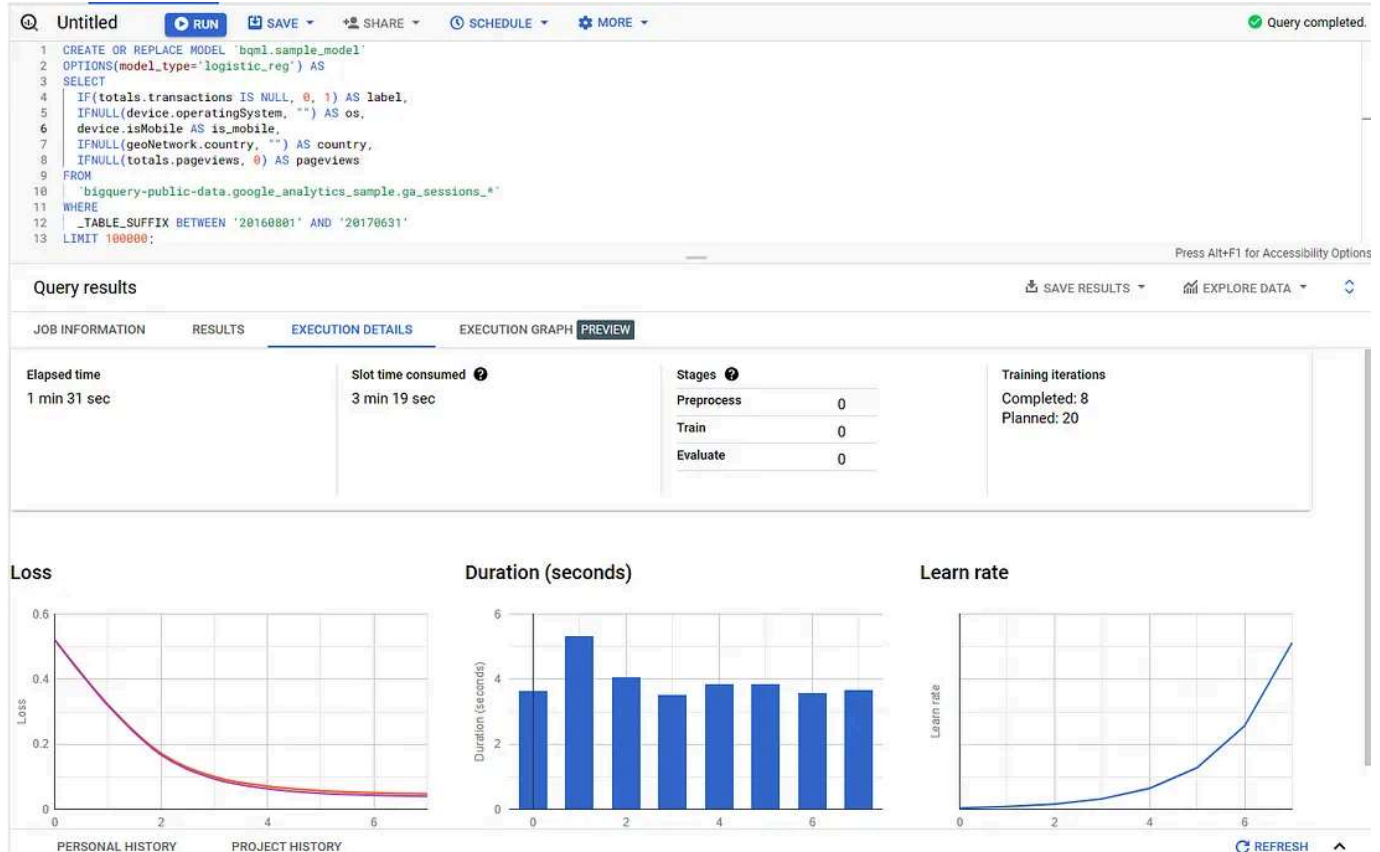 Untitled RUN SAVE SHARE SCHEDULE MORE Query completed.
1 CREATE OR REPLACE MODEL `bqml.sample_model`
2 OPTIONS(model_type='logistic_reg') AS
3 SELECT
4 IF(totals.transactions IS NULL, 0, 1) AS label,
5 IFNULL(device.operatingSystem, "") AS os,
6 device.isMobile AS is_mobile,
7 IFNULL(geoNetwork.country, "") AS country,
8 IFNULL(totals.pageviews, 0) AS pageviews
9 FROM
10 `bigquery-public-data.google_analytics_sample.ga_sessions_*`
11 WHERE
12 _TABLE_SUFFIX BETWEEN '20160801' AND '20170631'
13 LIMIT 100000;
Press Alt+F1 for Accessibility Options
Query results SAVE RESULTS EXPLORE DATA
JOB INFORMATION RESULTS EXECUTION DETAILS EXECUTION GRAPH PREVIEW
Elapsed time
1 min 31 sec
Slot time consumed
3 min 19 sec
Stages
Preprocess 0
Train 0
Evaluate 0
Training iterations
Completed: 8
Planned: 20
Loss
0.6
0.4
0.2
0
Loss
0 2 4 6
Duration (seconds)
6
4
2
0
Duration (seconds)
0 2 4 6
Learn rate
Learn rate
0 2 4 6
PERSONAL HISTORY PROJECT HISTORY REFRESH